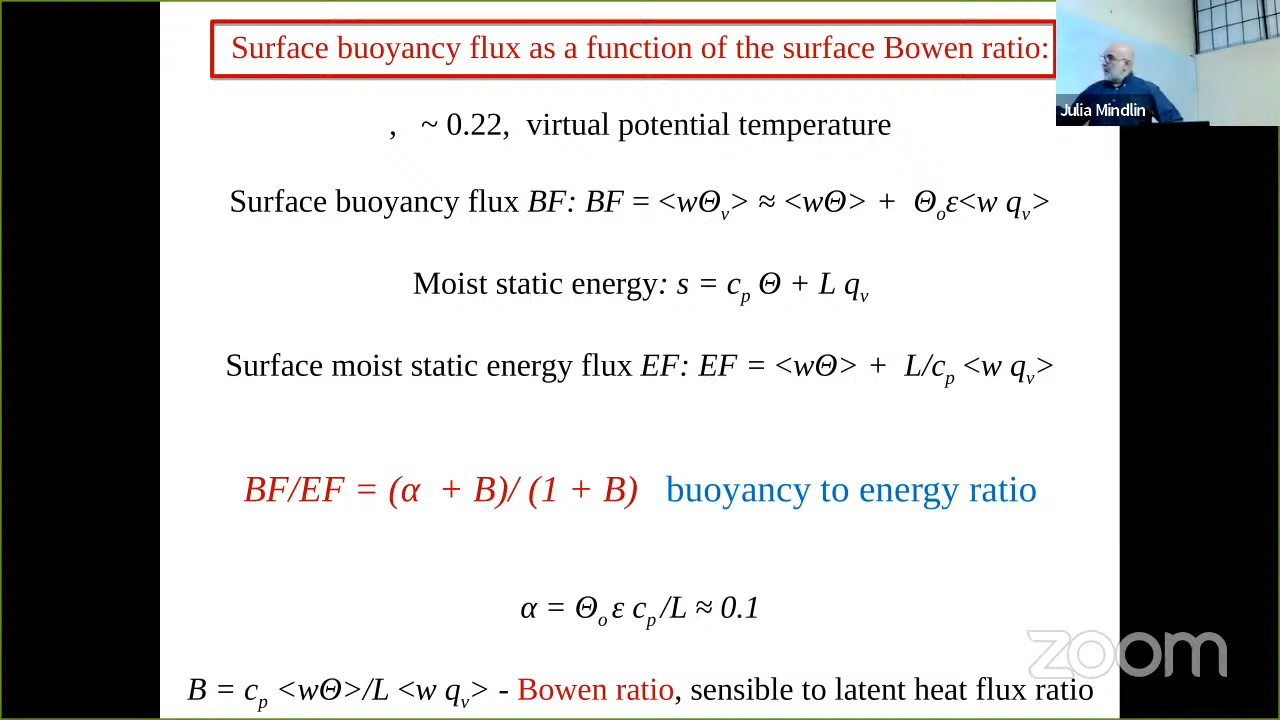 Surface buoyancy flux as a function of the surface Bowen ratio:
Julia Mindlin
, ~ 0.22, virtual potential temperature
Surface buoyancy flux BF: BF = <wΘv> ≈ <wΘ> + Θoε<w qv>
Moist static energy: s = cp Θ + L qv
Surface moist static energy flux EF: EF = <wΘ> + L/cp <w qv>
BF/EF = (α + B)/ (1 + B) buoyancy to energy ratio
α = Θo ε cp /L ≈ 0.1
zoom
B = cp <wΘ>/L <w qv> - Bowen ratio, sensible to latent heat flux ratio